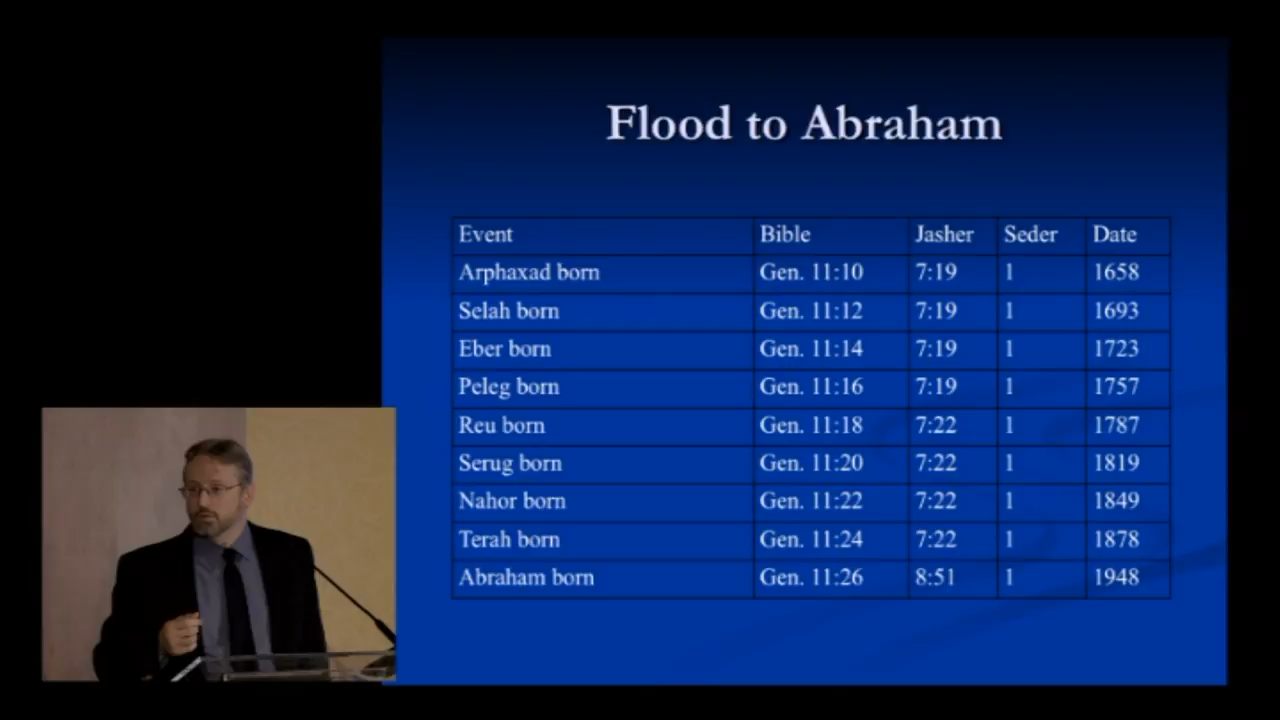 Flood to Abraham
Event Bible Jasher Seder Date
Arphaxad born Gen. 11:10 7:19 1 1658
Selah born Gen. 11:12 7:19 1 1693
Eber born Gen. 11:14 7:19 1 1723
Peleg born Gen. 11:16 7:19 1 1757
Reu born Gen. 11:18 7:22 1 1787
Serug born Gen. 11:20 7:22 1 1819
Nahor born Gen. 11:22 7:22 1 1849
Terah born Gen. 11:24 7:22 1 1878
Abraham born Gen. 11:26 8:51 1 1948